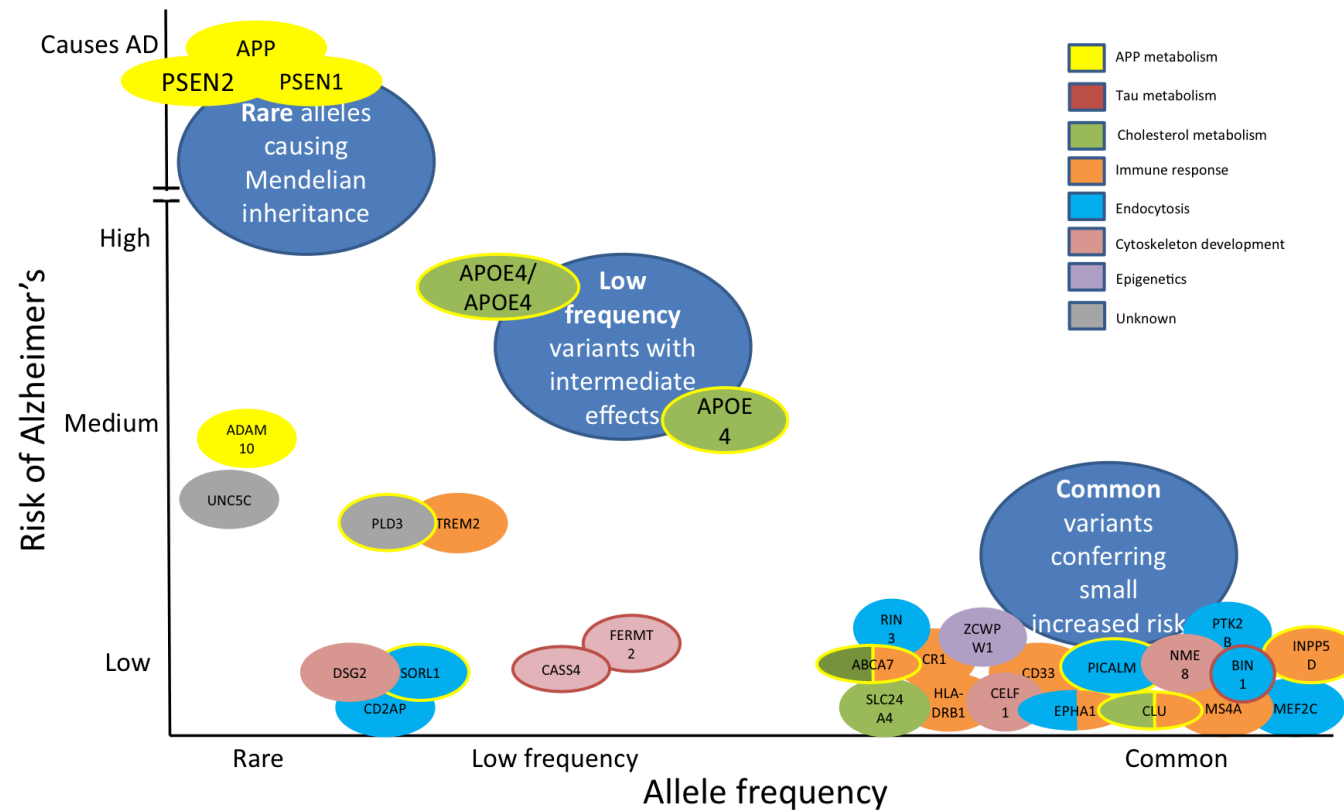 Causes AD
High
Medium
Low
Risk of Alzheimer's
APP
PSEN2
PSEN1
Rare alleles
causing
Mendelian
inheritance
APOE4/
APOE4
Low
frequency
variants with
intermediate
effects
APOE
4
ADAM
10
UNC5C
PLD3
TREM2
DSG2
SORL1
CD2AP
FERMT
2
CASS4
Common
variants
conferring
small
increased risk
RIN
3
ZCWP
W1
PTK2
B
ABCA7
CR1
CD33
PICALM
NME
8
BIN
1
INPP5
D
SLC24
A4
HLA-
DRB1
CELF
1
EPHA1
CLU
MS4A
MEF2C
APP metabolism
Tau metabolism
Cholesterol metabolism
Immune response
Endocytosis
Cytoskeleton development
Epigenetics
Unknown
Rare
Low frequency
Common
Allele frequency